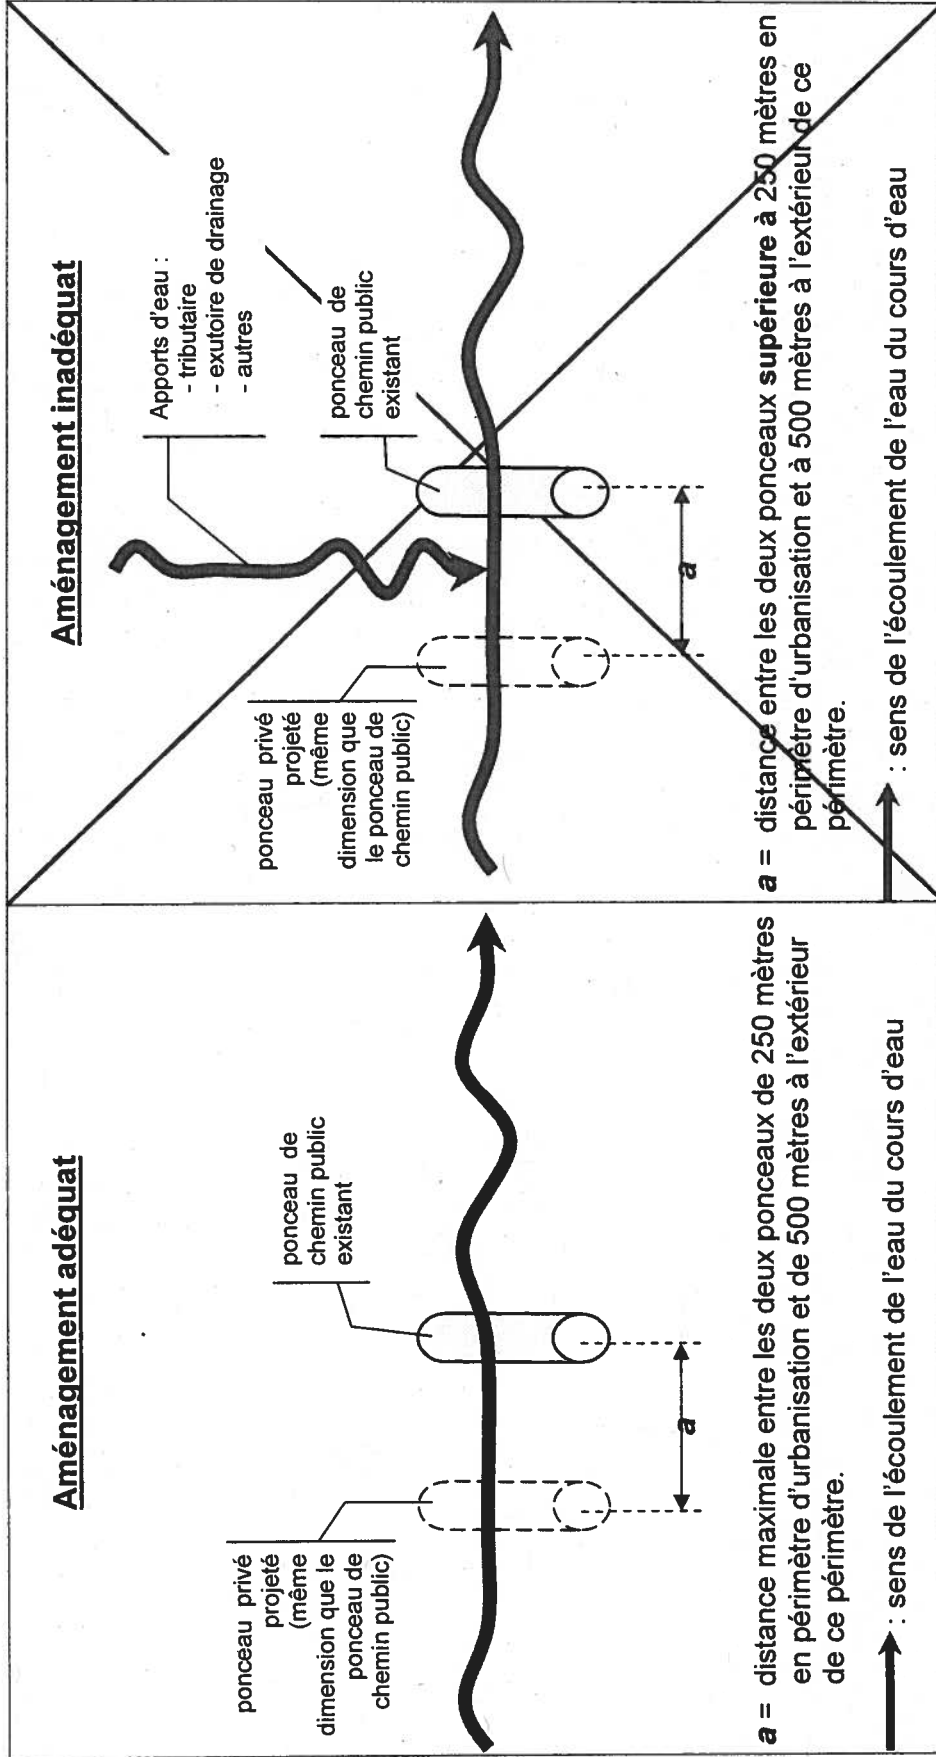 Aménagement adéquat
ponceau privé
projeté
(même
dimension que le
ponceau de
chemin public)
ponceau de
chemin public
existant
a
a = distance maximale entre les deux ponceaux de 250 mètres
en périmètre d'urbanisation et de 500 mètres à l'extérieur
de ce périmètre.
: sens de l'écoulement de l'eau du cours d'eau
Aménagement inadéquat
Apports d'eau :
- tributaire
- exutoire de drainage
- autres
ponceau privé
projeté
(même
dimension que
le ponceau de
chemin public)
ponceau de
chemin public
existant
a
a = distance entre les deux ponceaux supérieure à 250 mètres en
périmètre d'urbanisation et à 500 mètres à l'extérieur de ce
périmètre.
: sens de l'écoulement de l'eau du cours d'eau